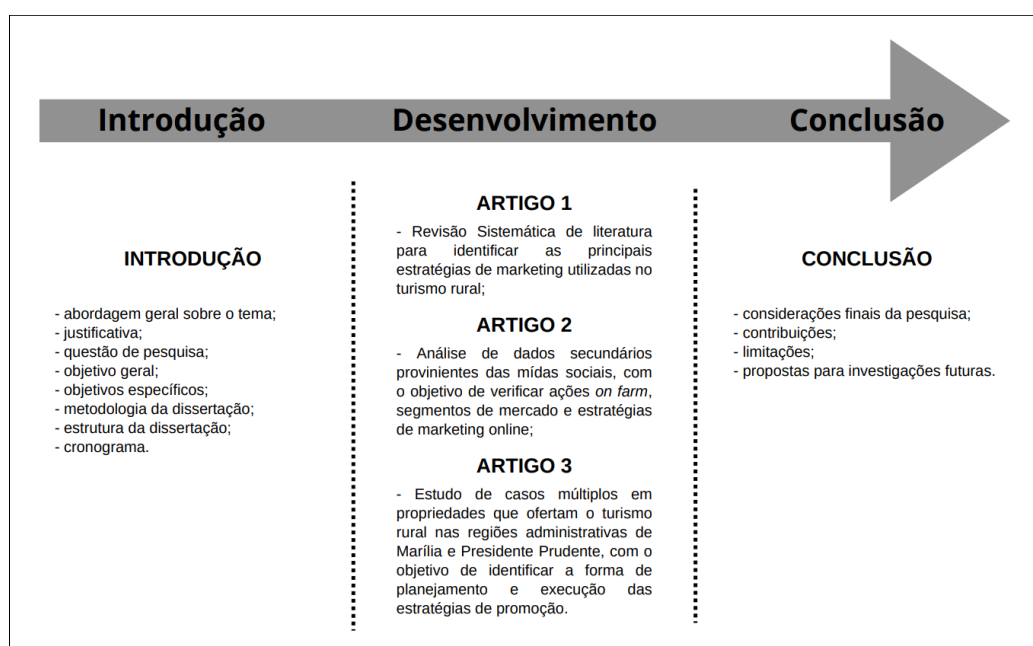 Introdução
Desenvolvimento
Conclusão
INTRODUÇÃO
- abordagem geral sobre o tema;
- justificativa;
- questão de pesquisa;
- objetivo geral;
- objetivos específicos;
- metodologia da dissertação;
- estrutura da dissertação;
- cronograma.
ARTIGO 1
- Revisão Sistemática de literatura
para identificar as principais
estratégias de marketing utilizadas no
turismo rural;
ARTIGO 2
- Análise de dados secundários
provinientes das mídas sociais, com
o objetivo de verificar ações on farm,
segmentos de mercado e estratégias
de marketing online;
ARTIGO 3
- Estudo de casos múltiplos em
propriedades que ofertam o turismo
rural nas regiões administrativas de
Marília e Presidente Prudente, com o
objetivo de identificar a forma de
planejamento e execução das
estratégias de promoção.
CONCLUSÃO
- considerações finais da pesquisa;
- contribuições;
- limitações;
- propostas para investigações futuras.